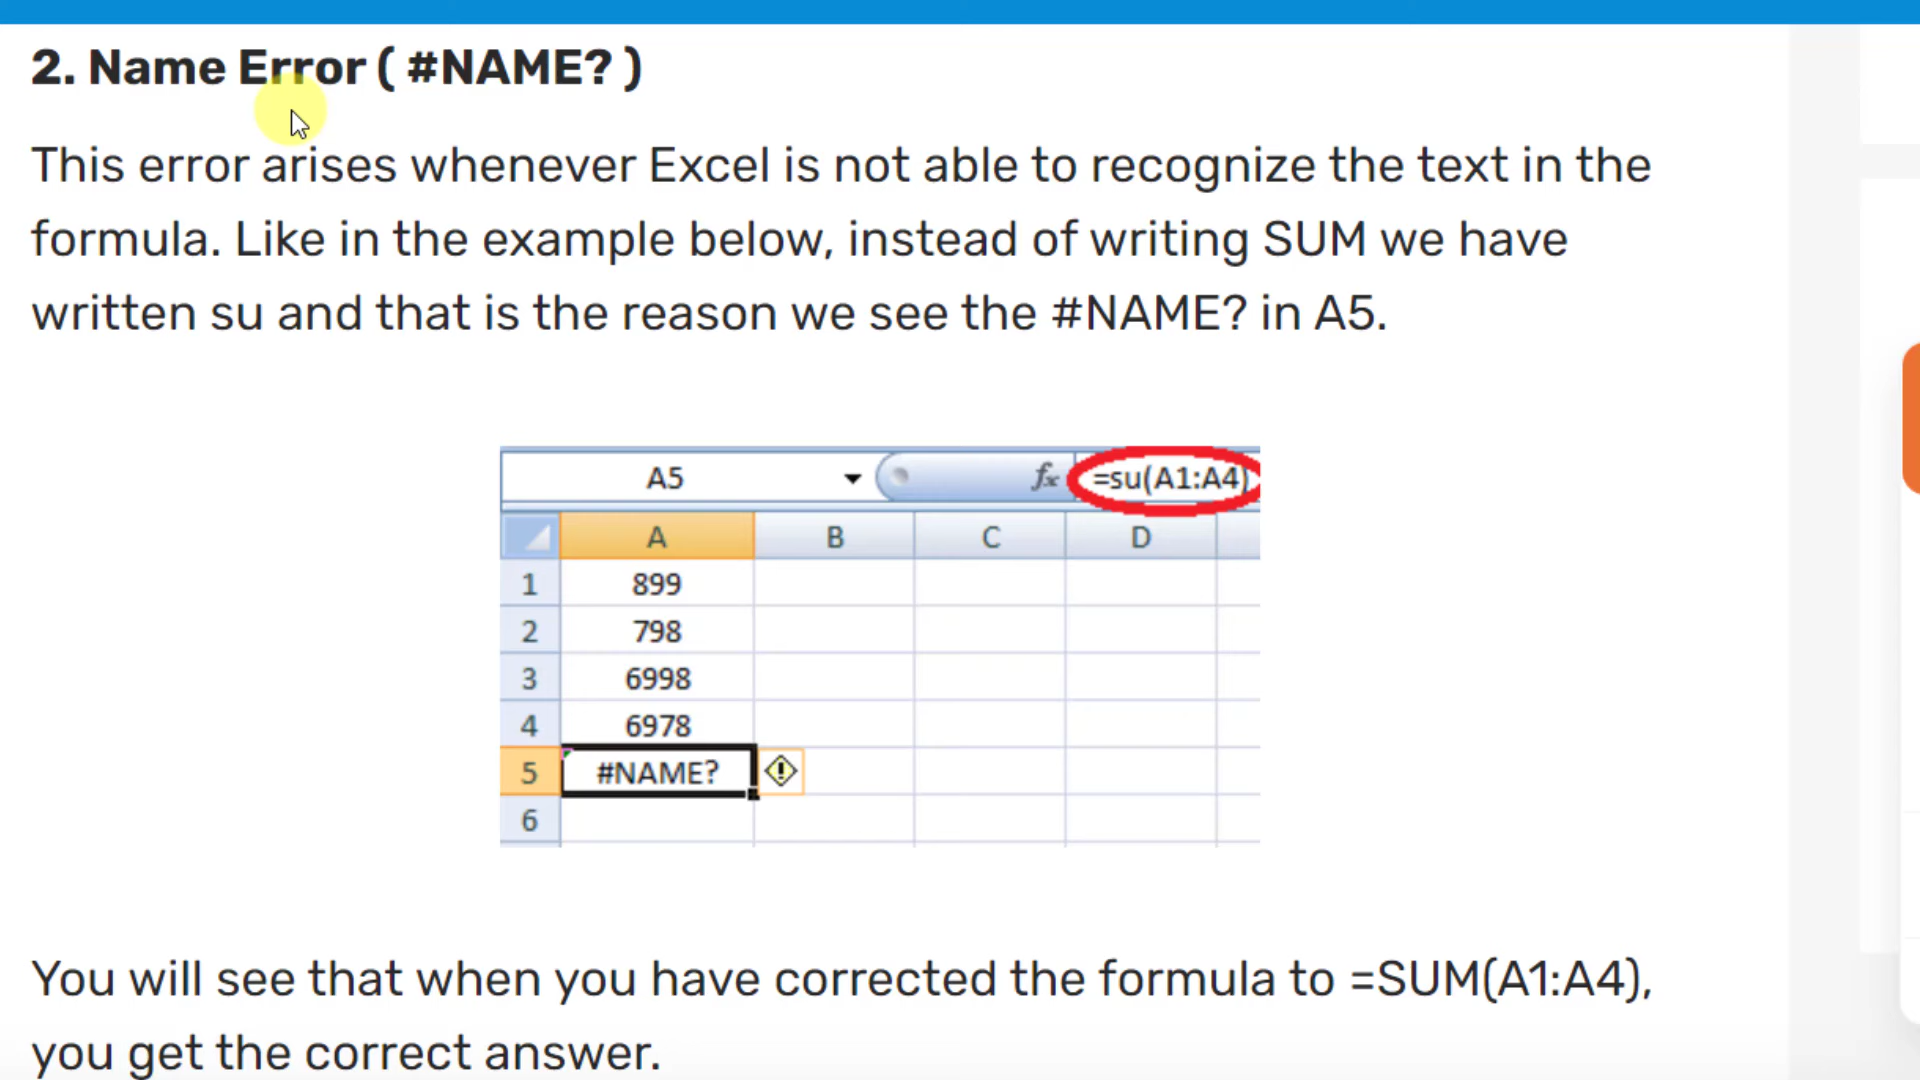 2. Name Error ( #NAME? )
This error arises whenever Excel is not able to recognize the text in the
formula. Like in the example below, instead of writing SUM we have
written su and that is the reason we see the #NAME? in A5.
A5 fx =su(A1:A4)
A B C D
1 899
2 798
3 6998
4 6978
5 #NAME?
6
You will see that when you have corrected the formula to =SUM(A1:A4),
you get the correct answer.